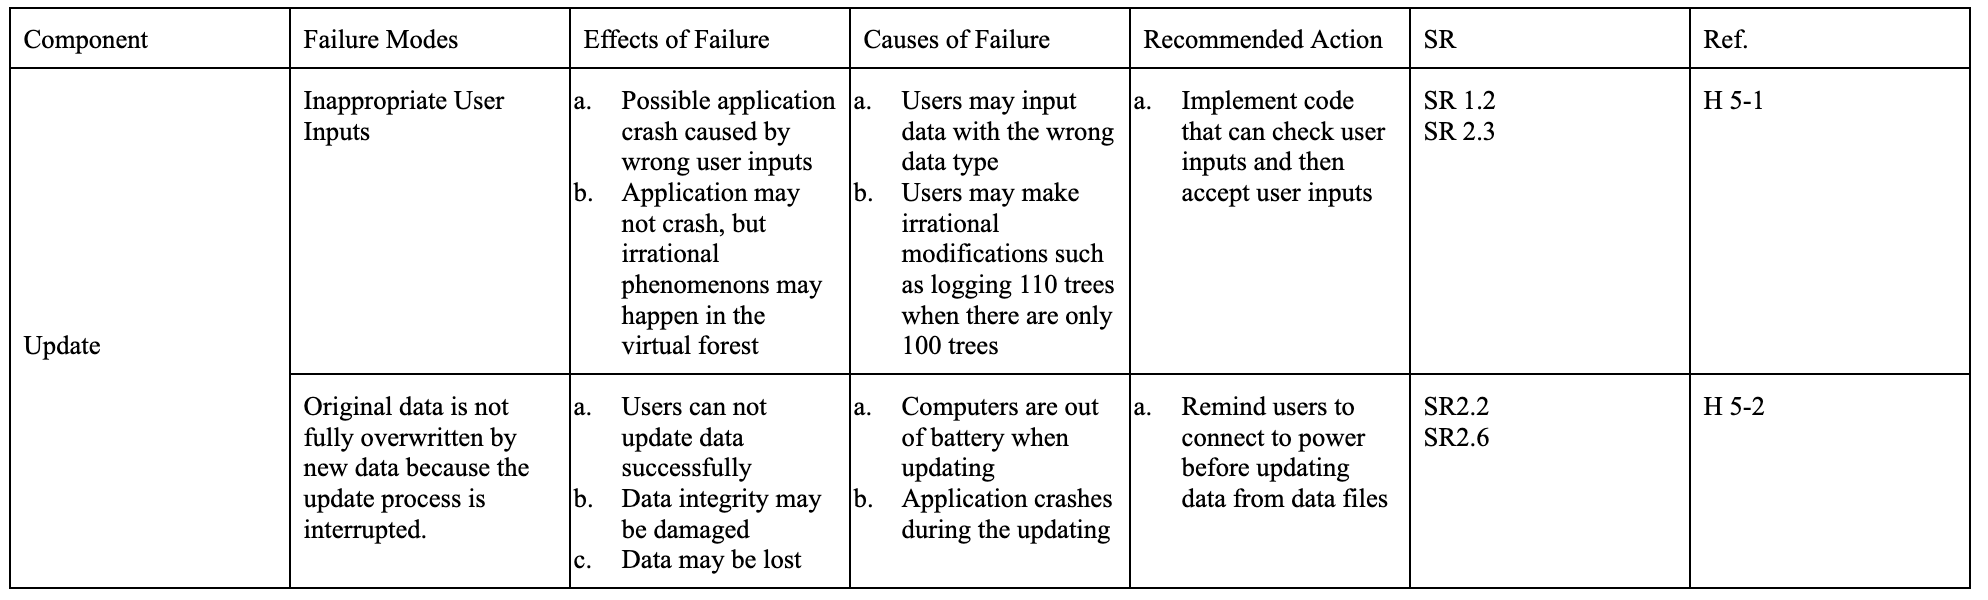 Component
Failure Modes
Effects of Failure
Causes of Failure
Recommended Action
SR
Ref.
Update
Inappropriate User
Inputs
a. Possible application
crash caused by
wrong user inputs
b. Application may
not crash, but
irrational
phenomenons may
happen in the
virtual forest
a. Users may input
data with the wrong
data type
b. Users may make
irrational
modifications such
as logging 110 trees
when there are only
100 trees
a. Implement code
that can check user
inputs and then
accept user inputs
SR 1.2
SR 2.3
H 5-1
Original data is not
fully overwritten by
new data because the
update process is
interrupted.
a. Users can not
update data
successfully
b. Data integrity may
be damaged
c. Data may be lost
a. Computers are out
of battery when
updating
b. Application crashes
during the updating
a. Remind users to
connect to power
before updating
data from data files
SR2.2
SR2.6
H 5-2